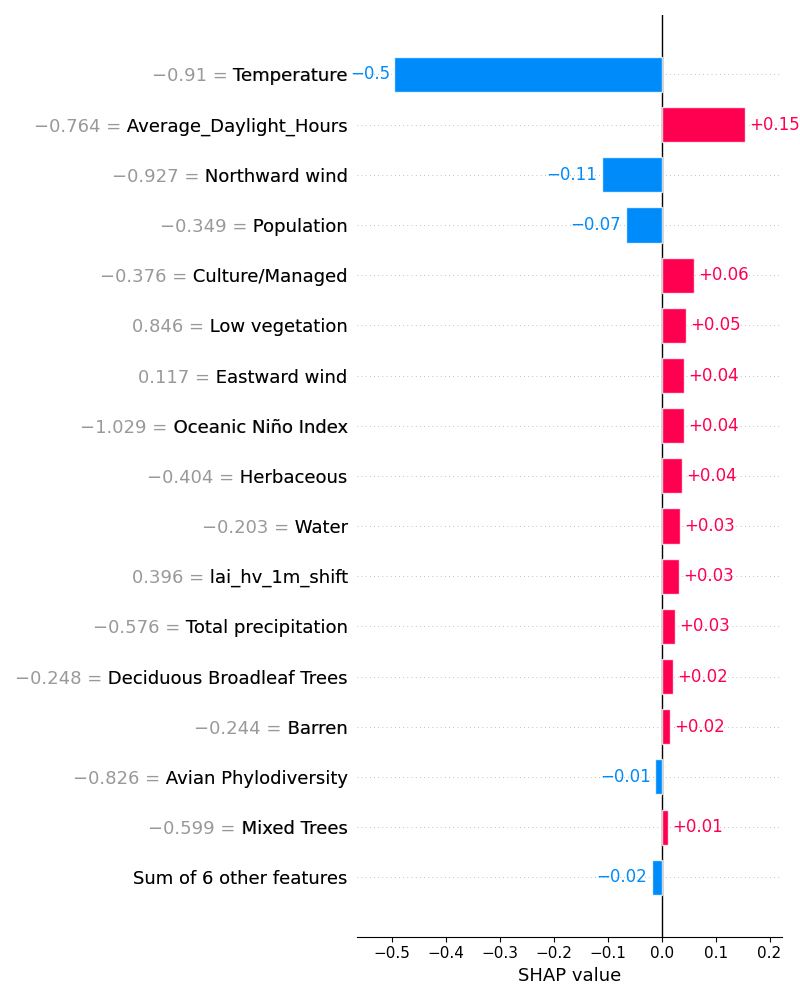 −0.91 = Temperature −0.5
−0.764 = Average_Daylight_Hours +0.15
−0.927 = Northward wind −0.11
−0.349 = Population −0.07
−0.376 = Culture/Managed +0.06
0.846 = Low vegetation +0.05
0.117 = Eastward wind +0.04
−1.029 = Oceanic Niño Index +0.04
−0.404 = Herbaceous +0.04
−0.203 = Water +0.03
0.396 = lai_hv_1m_shift +0.03
−0.576 = Total precipitation +0.03
−0.248 = Deciduous Broadleaf Trees +0.02
−0.244 = Barren +0.02
−0.826 = Avian Phylodiversity −0.01
−0.599 = Mixed Trees +0.01
Sum of 6 other features −0.02
−0.5 −0.4 −0.3 −0.2 −0.1 0.0 0.1 0.2
SHAP value